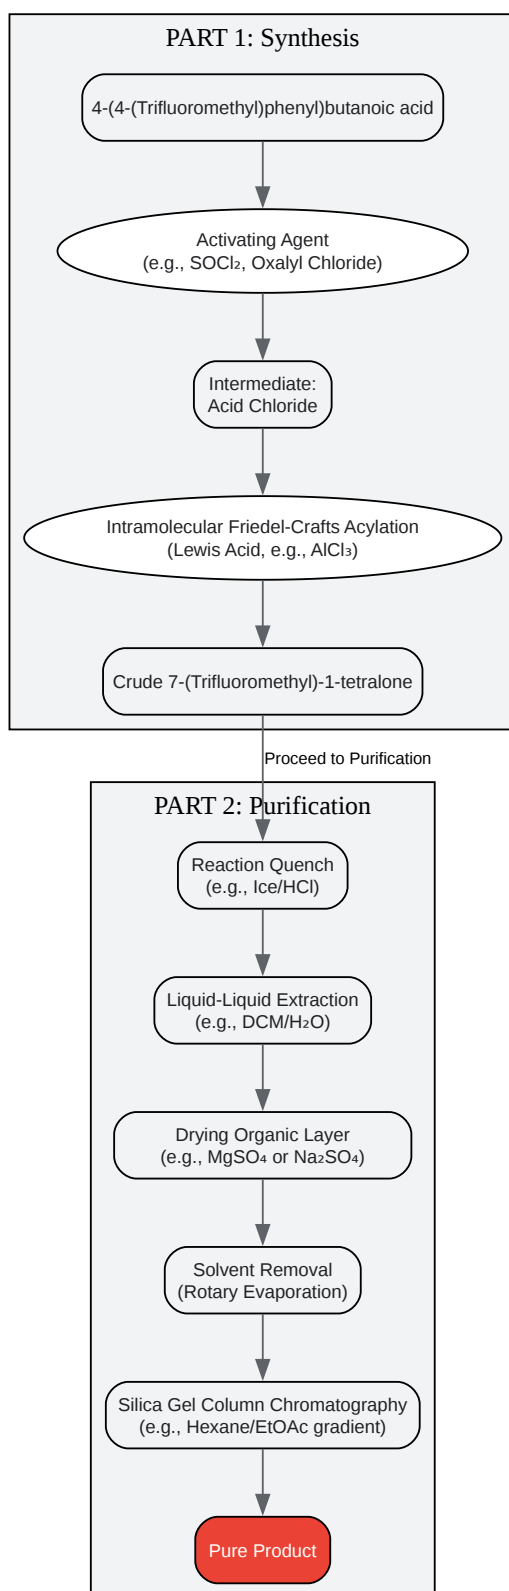 PART 1: Synthesis
4-(4-(Trifluoromethyl)phenyl)butanoic acid
Activating Agent
(e.g., SOCl₂, Oxalyl Chloride)
Intermediate:
Acid Chloride
Intramolecular Friedel-Crafts Acylation
(Lewis Acid, e.g., AlCl₃)
Crude 7-(Trifluoromethyl)-1-tetralone
Proceed to Purification
PART 2: Purification
Reaction Quench
(e.g., Ice/HCl)
Liquid-Liquid Extraction
(e.g., DCM/H₂O)
Drying Organic Layer
(e.g., MgSO₄ or Na₂SO₄)
Solvent Removal
(Rotary Evaporation)
Silica Gel Column Chromatography
(e.g., Hexane/EtOAc gradient)
Pure Product